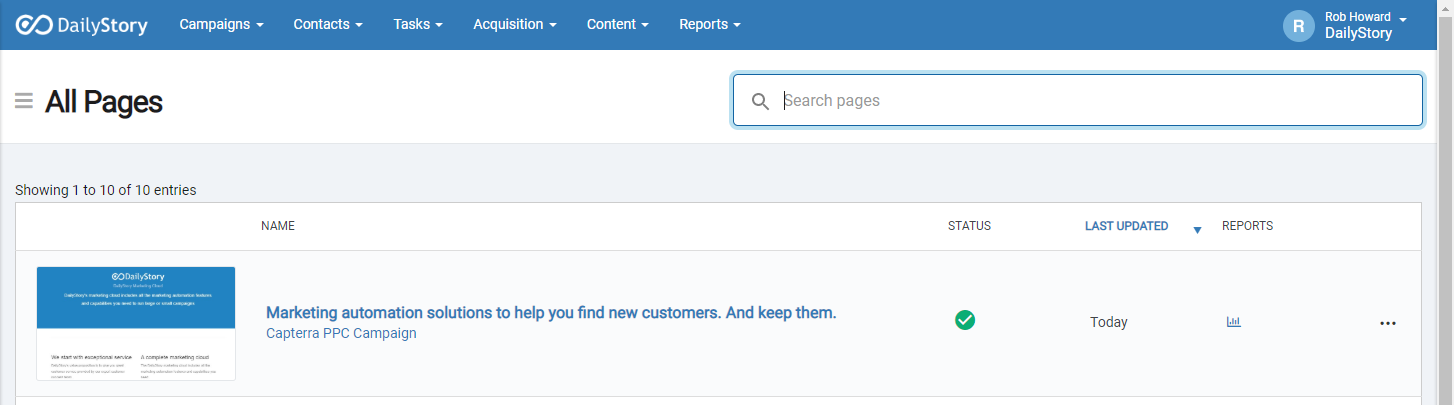 DailyStory Campaigns Contacts Tasks Acquisition Content Reports R Rob Howard
DailyStory
All Pages Search pages
Showing 1 to 10 of 10 entries
NAME STATUS LAST UPDATED REPORTS
DailyStory
DailyStory Marketing Cloud
DailyStory's marketing cloud includes all the marketing automation features
and capabilities you need to run large or small campaigns
Marketing automation solutions to help you find new customers. And keep them.
Capterra PPC Campaign
Today
We start with exceptional service A complete marketing cloud